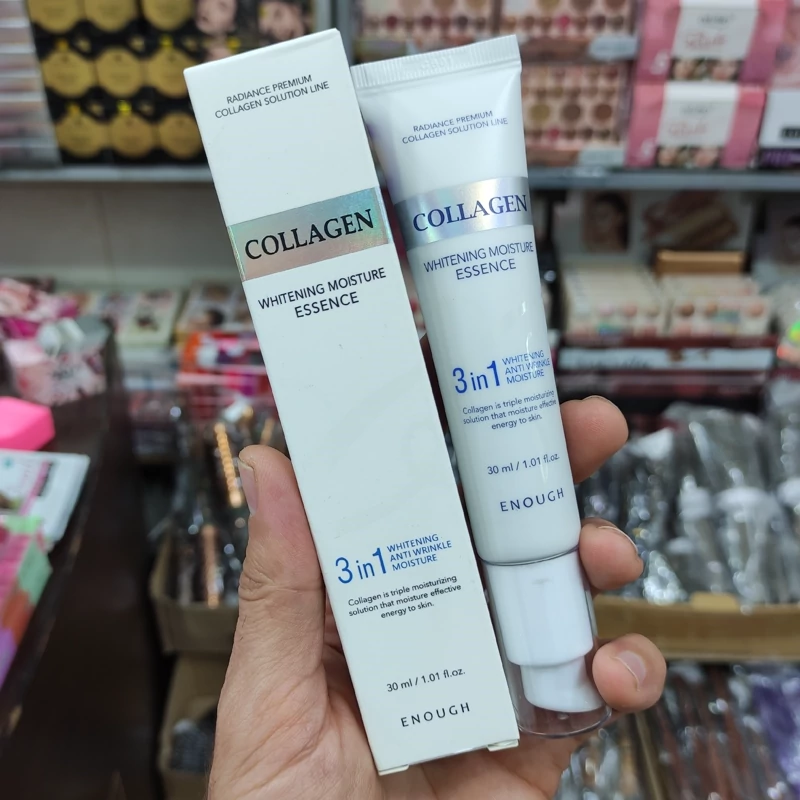 RADIANCE PREMIUM
COLLAGEN SOLUTION LINE
COLLAGEN
WHITENING MOISTURE
ESSENCE
3 in 1 WHITENING
ANTI WRINKLE
MOISTURE
Collagen is triple moisturizing
solution that moisture effective
energy to skin.
30 ml / 1.01 fl.oz.
ENOUGH
RADIANCE PREMIUM
COLLAGEN SOLUTION LINE
COLLAGEN
WHITENING MOISTURE
ESSENCE
3 in 1 WHITENING
ANTI WRINKLE
MOISTURE
Collagen is triple moisturizing
solution that moisture effective
energy to skin.
30 ml / 1.01 fl.oz.
ENOUGH